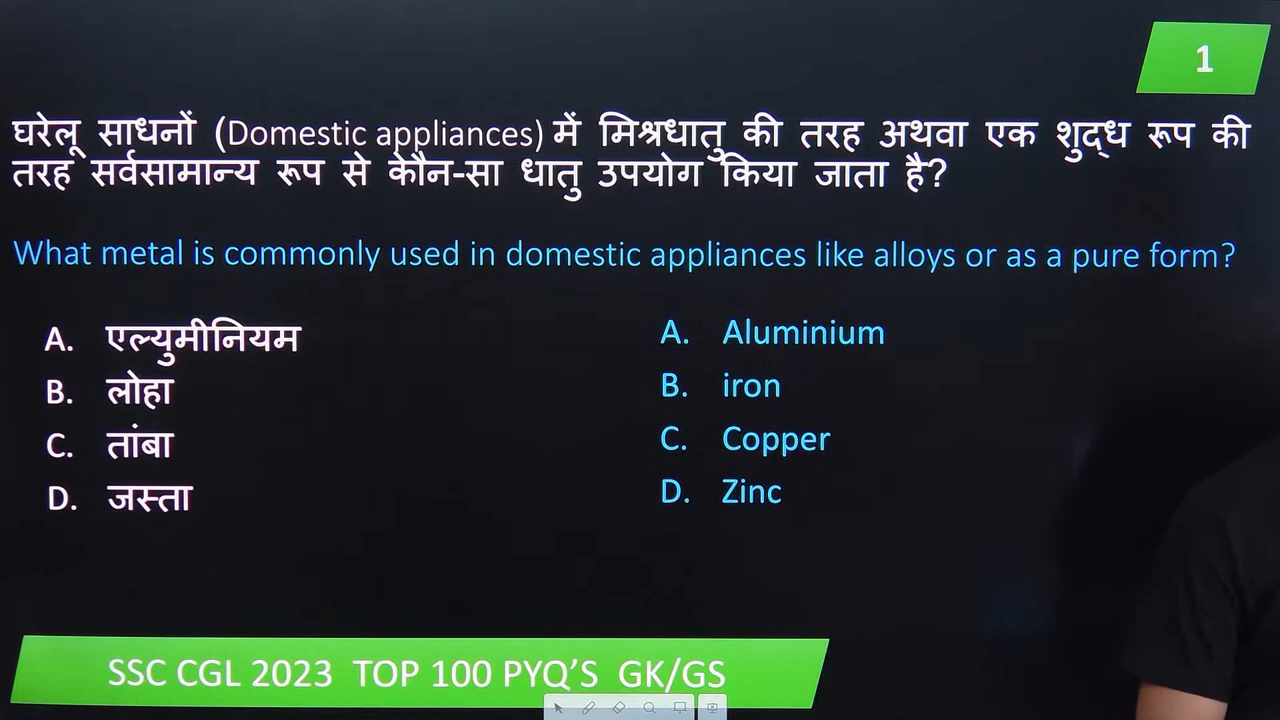 1
घरेलू साधनों (Domestic appliances) में मिश्रधातु की तरह अथवा एक शुद्ध रूप की
तरह सर्वसामान्य रूप से कौन-सा धातु उपयोग किया जाता है?
What metal is commonly used in domestic appliances like alloys or as a pure form?
A. एल्युमीनियम
B. लोहा
C. तांबा
D. जस्ता
A. Aluminium
B. iron
C. Copper
D. Zinc
SSC CGL 2023 TOP 100 PYQ'S GK/GS